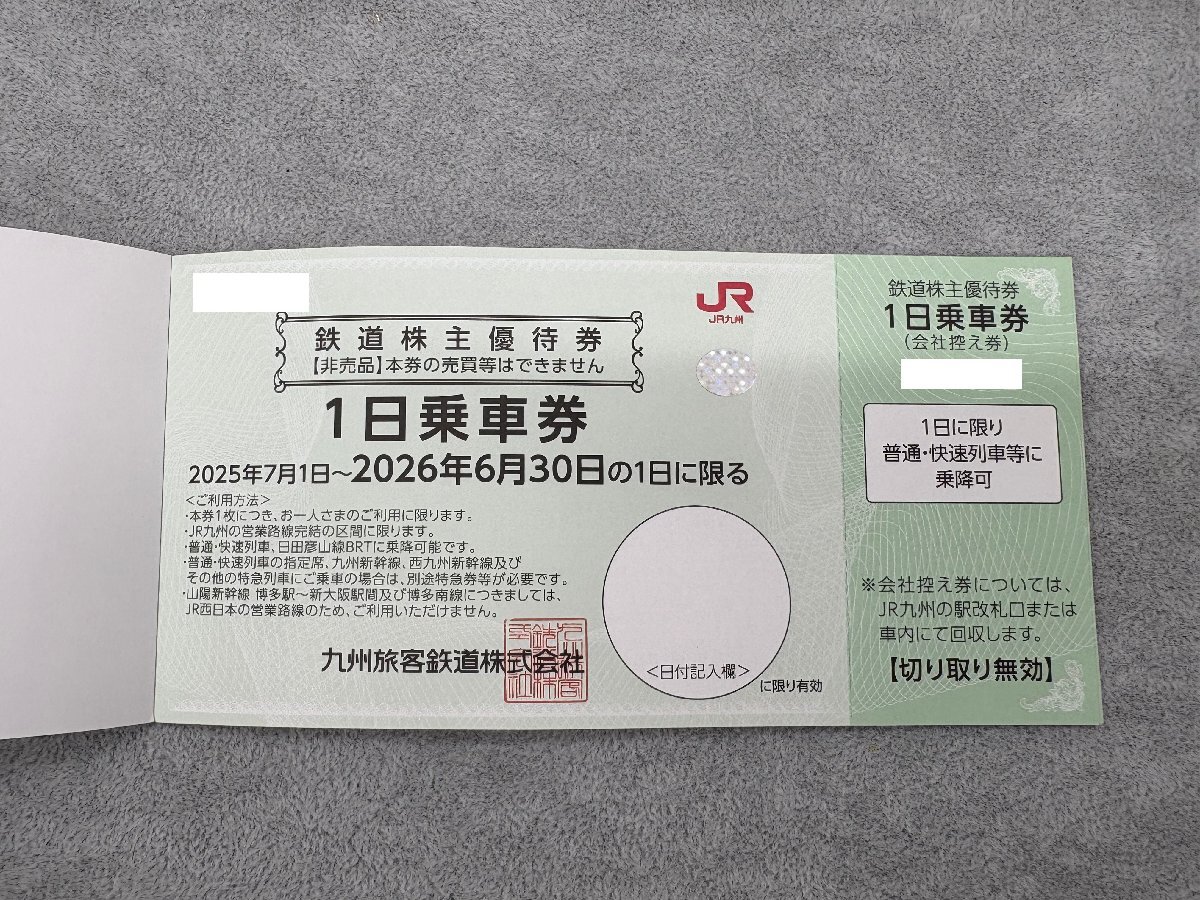 JR
JR九州
鉄道株主優待券
【非売品】本券の売買等はできません
1日乗車券
2025年7月1日～2026年6月30日の1日に限る
＜ご利用方法＞
・本券1枚につき、お一人さまのご利用に限ります。
・JR九州の営業路線完結の区間に限ります。
・普通・快速列車、日田彦山線BRTに乗降可能です。
・普通・快速列車の指定席、九州新幹線、西九州新幹線及び
その他の特急列車にご乗車の場合は、別途特急券等が必要です。
・山陽新幹線 博多駅～新大阪駅間及び博多南線につきましては、
JR西日本の営業路線のため、ご利用いただけません。
九州旅客鉄道株式会社
＜日付記入欄＞
に限り有効
鉄道株主優待券
1日乗車券
（会社控え券）
1日に限り
普通・快速列車等に
乗降可
※会社控え券については、
JR九州の駅改札口または
車内にて回収します。
【切り取り無効】